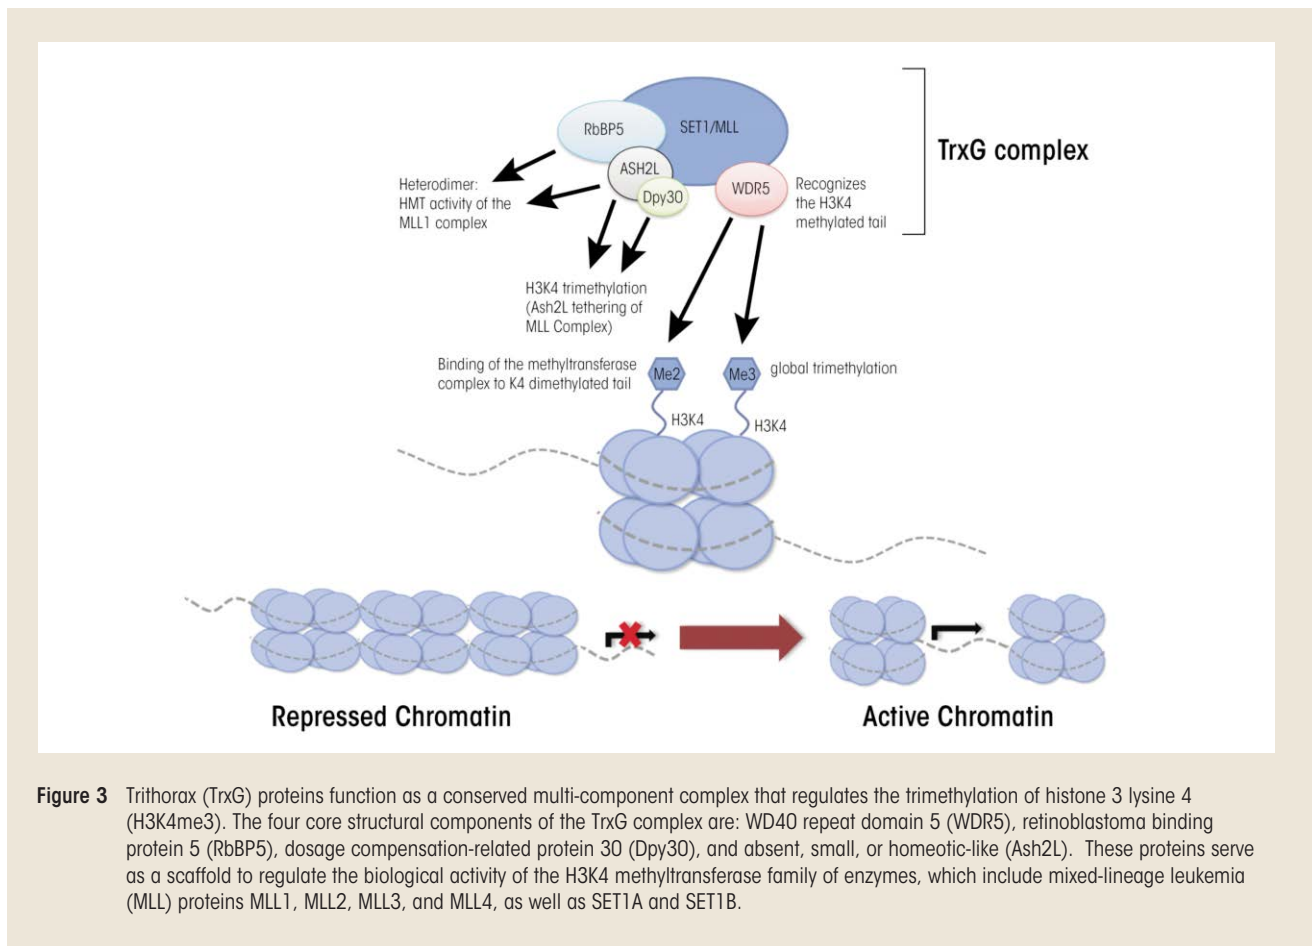 RbBP5
SET1/MLL
TrxG complex
ASH2L
Dpy30
WDR5
Recognizes
the H3K4
methylated tail
Heterodimer:
HMT activity of the
MLL1 complex
H3K4 trimethylation
(Ash2L tethering of
MLL Complex)
Binding of the methyltransferase
complex to K4 dimethylated tail
Me2
Me3
global trimethylation
H3K4
H3K4
Repressed Chromatin
Active Chromatin
Figure 3 Trithorax (TrxG) proteins function as a conserved multi-component complex that regulates the trimethylation of histone 3 lysine 4
(H3K4me3). The four core structural components of the TrxG complex are: WD40 repeat domain 5 (WDR5), retinoblastoma binding
protein 5 (RbBP5), dosage compensation-related protein 30 (Dpy30), and absent, small, or homeotic-like (Ash2L). These proteins serve
as a scaffold to regulate the biological activity of the H3K4 methyltransferase family of enzymes, which include mixed-lineage leukemia
(MLL) proteins MLL1, MLL2, MLL3, and MLL4, as well as SET1A and SET1B.